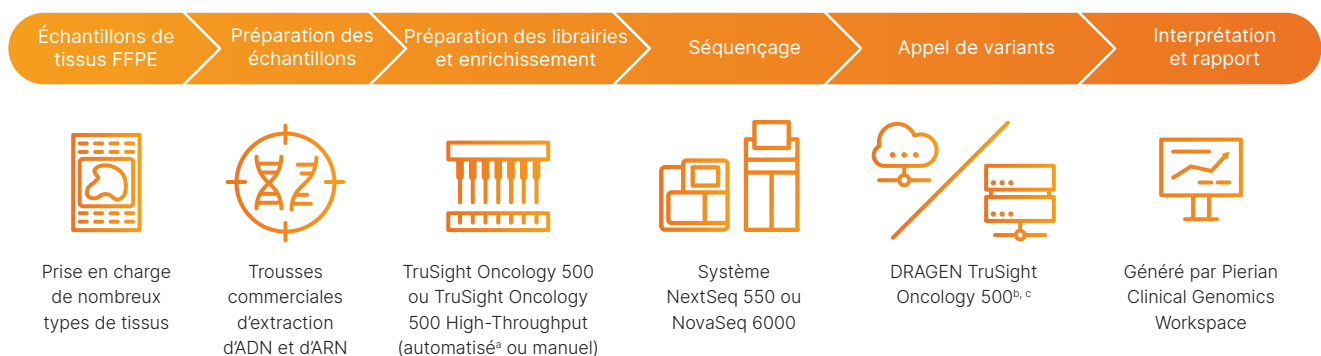 Échantillons de
tissus FFPE
Préparation des
échantillons
Préparation des librairies
et enrichissement
Séquençage
Appel de variants
Interprétation
et rapport
Prise en charge
de nombreux
types de tissus
Trousses
commerciales
d’extraction
d’ADN et d’ARN
TruSight Oncology 500
ou TruSight Oncology
500 High-Throughput
(automatiséᵃ ou manuel)
Système
NextSeq 550 ou
NovaSeq 6000
DRAGEN TruSight
Oncology 500ᵇ, ᶜ
Généré par Pierian
Clinical Genomics
Workspace